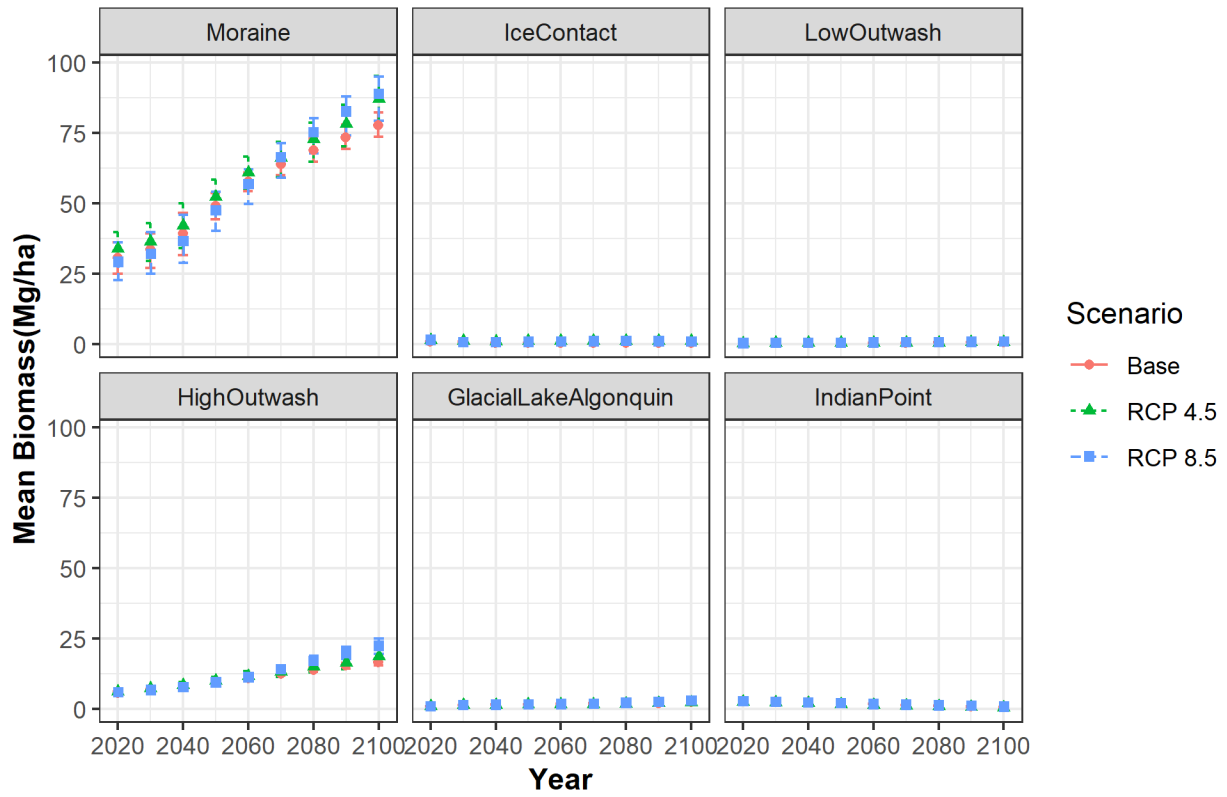 Moraine
IceContact
LowOutwash
100
75
50
25
0
HighOutwash
GlacialLakeAlgonquin
IndianPoint
100
75
50
25
0
2020 2040 2060 2080 2100
2020 2040 2060 2080 2100
2020 2040 2060 2080 2100
Year
Mean Biomass(Mg/ha)
Scenario
Base
RCP 4.5
RCP 8.5